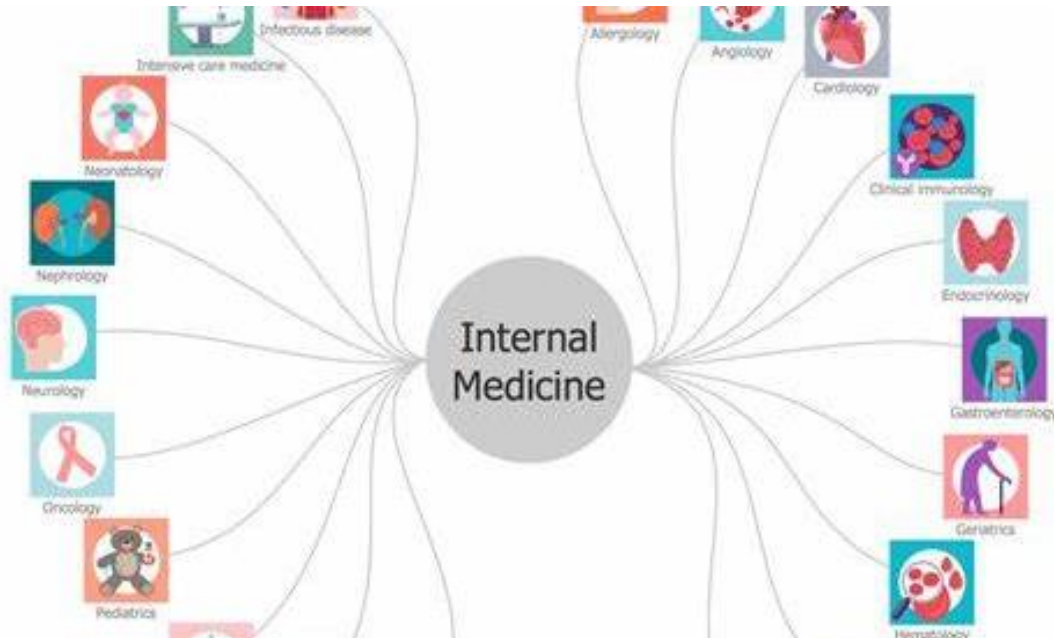 Infectious disease
Allergology
Angiology
Intensive care medicine
Cardiology
Neonatology
Clinical immunology
Nephrology
Endocrinology
Internal
Medicine
Neurology
Gastroenterology
Oncology
Geriatrics
Pediatrics
Hematology